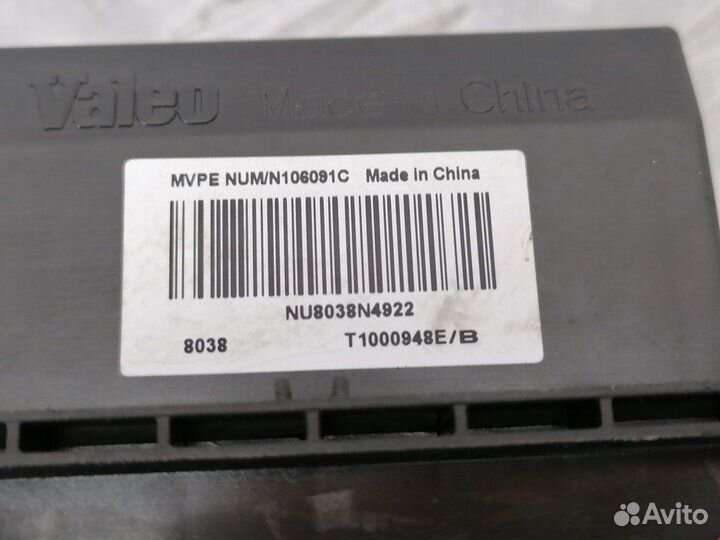 Valeo Made in China
MVPE NUM/N106091C Made in China
NU8038N4922
8038 T1000948E/B
Avito